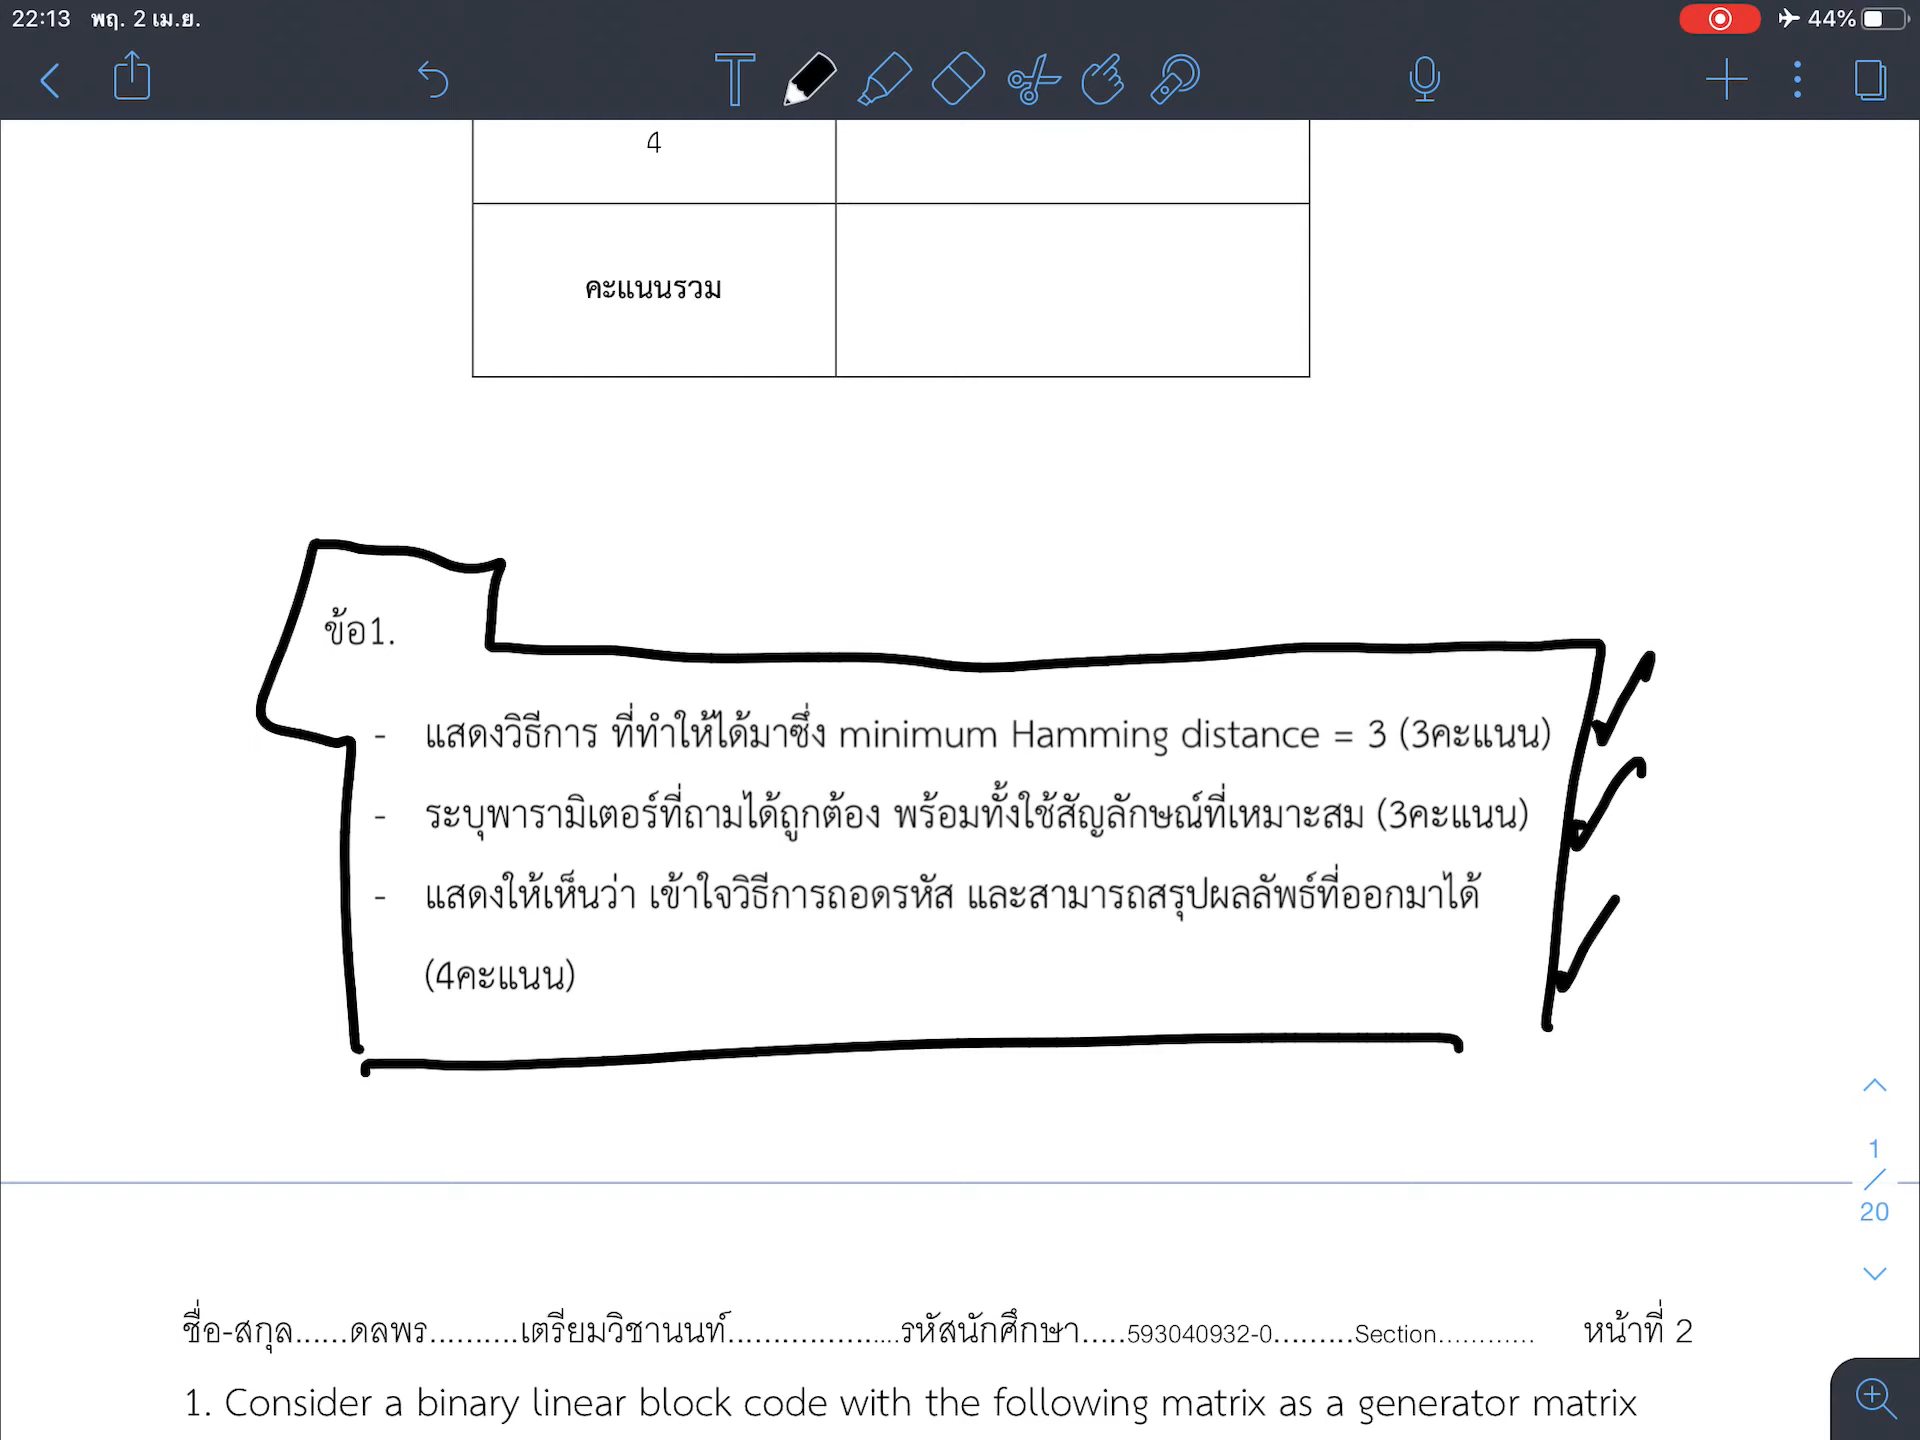 22:13 พฤ. 2 เม.ย.
44%
4
คะแนนรวม
ข้อ1.
- แสดงวิธีการ ที่ทำให้ได้มาซึ่ง minimum Hamming distance = 3 (3คะแนน)
- ระบุพารามิเตอร์ที่ถามได้ถูกต้อง พร้อมทั้งใช้สัญลักษณ์ที่เหมาะสม (3คะแนน)
- แสดงให้เห็นว่า เข้าใจวิธีการถอดรหัส และสามารถสรุปผลลัพธ์ที่ออกมาได้
(4คะแนน)
1
/
20
ชื่อ-สกุล......ดลพร..........เตรียมวิชานนท์...................รหัสนักศึกษา.....593040932-0.........Section............ หน้าที่ 2
1. Consider a binary linear block code with the following matrix as a generator matrix